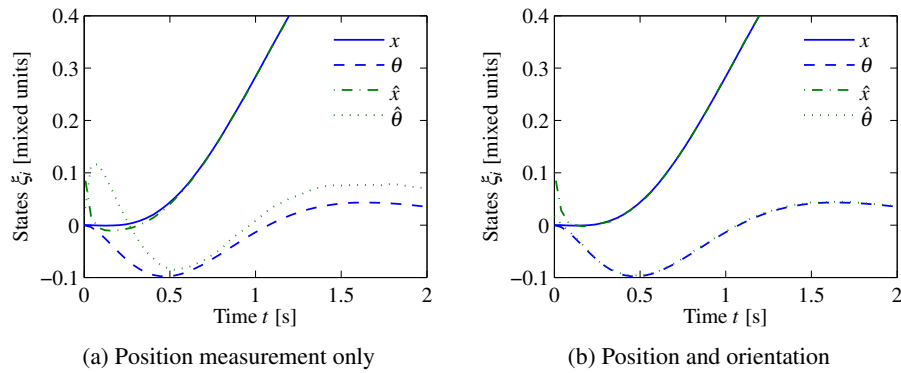 0.4
0.3
0.2
0.1
0
−0.1
States ξi [mixed units]
0 0.5 1 1.5 2
Time t [s]
x
θ
x̂
θ̂
(a) Position measurement only
0.4
0.3
0.2
0.1
0
−0.1
States ξi [mixed units]
0 0.5 1 1.5 2
Time t [s]
x
θ
x̂
θ̂
(b) Position and orientation